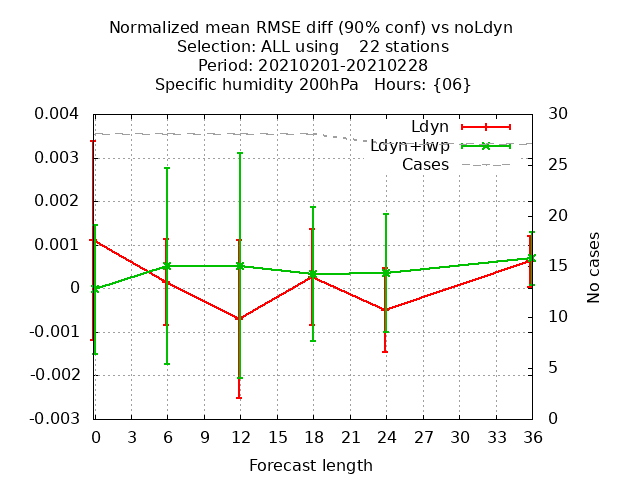 Normalized mean RMSE diff (90% conf) vs noLdyn
Selection: ALL using    22 stations
Period: 20210201-20210228
Specific humidity 200hPa   Hours: {06}
0.004
0.003
0.002
0.001
0
-0.001
-0.002
-0.003
30
25
20
15
10
5
0
Ldyn
Ldyn+lwp
Cases
No cases
0 3 6 9 12 15 18 21 24 27 30 33 36
Forecast length